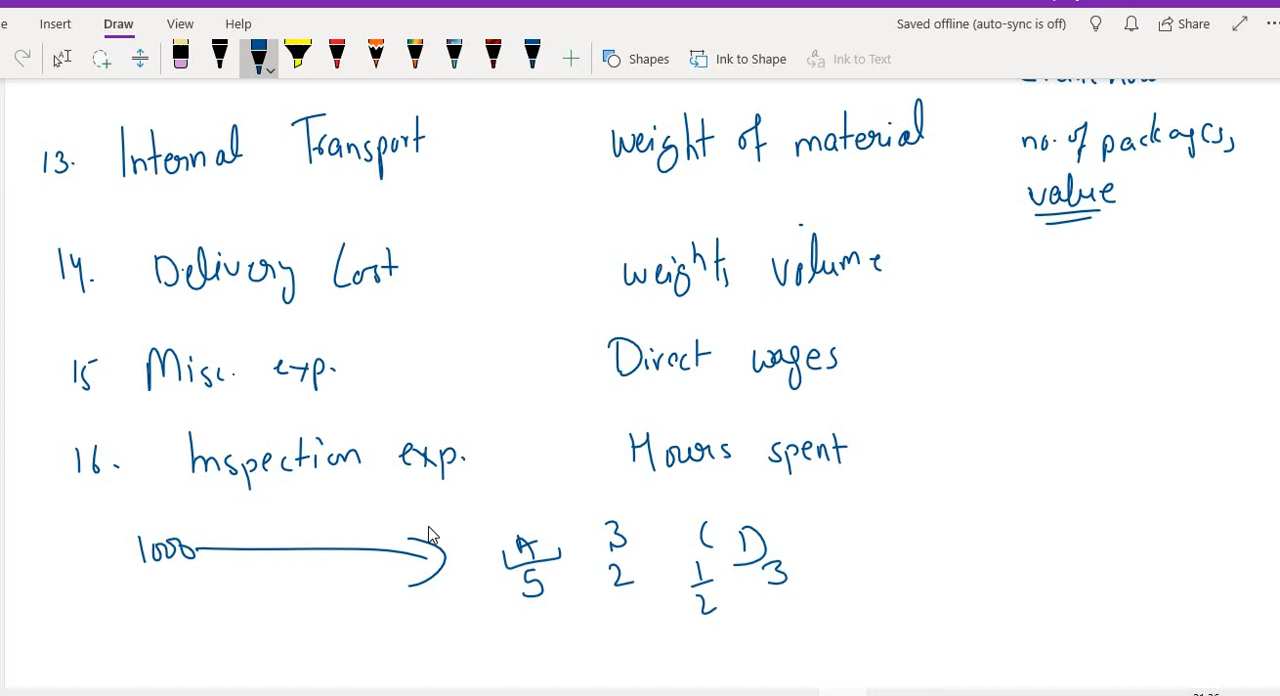 e Insert Draw View Help Saved offline (auto-sync is off) Share
Shapes Ink to Shape Ink to Text
13. Internal Transport weight of material no. of packages,
value
14. Delivery Cost weight, volume
15 Misc. exp. Direct wages
16. Inspection exp. Hours spent
1000 A 3 C D
5 2 1/2 3